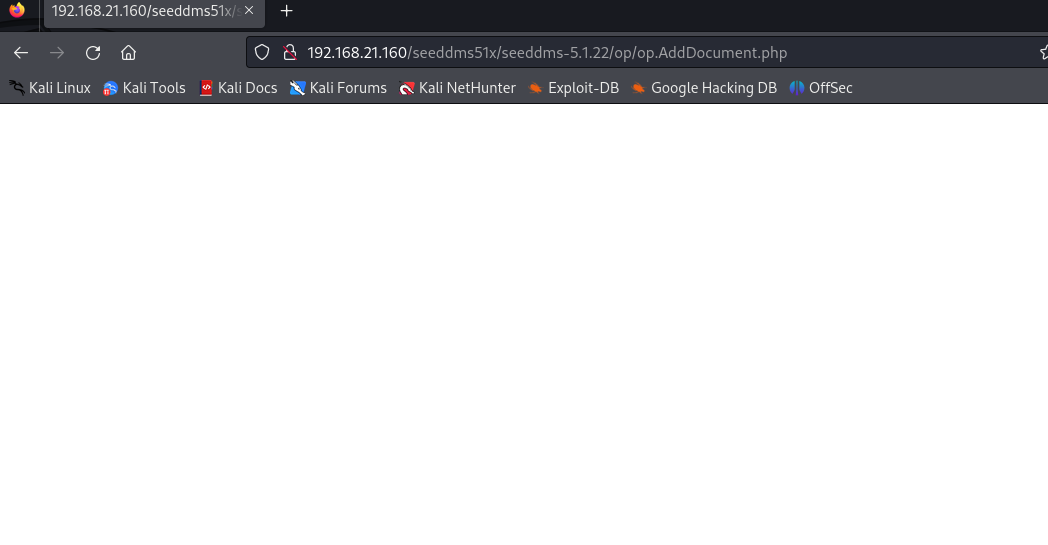 192.168.21.160/seeddms51x/s
192.168.21.160/seeddms51x/seeddms-5.1.22/op/op.AddDocument.php
Kali Linux Kali Tools Kali Docs Kali Forums Kali NetHunter Exploit-DB Google Hacking DB OffSec